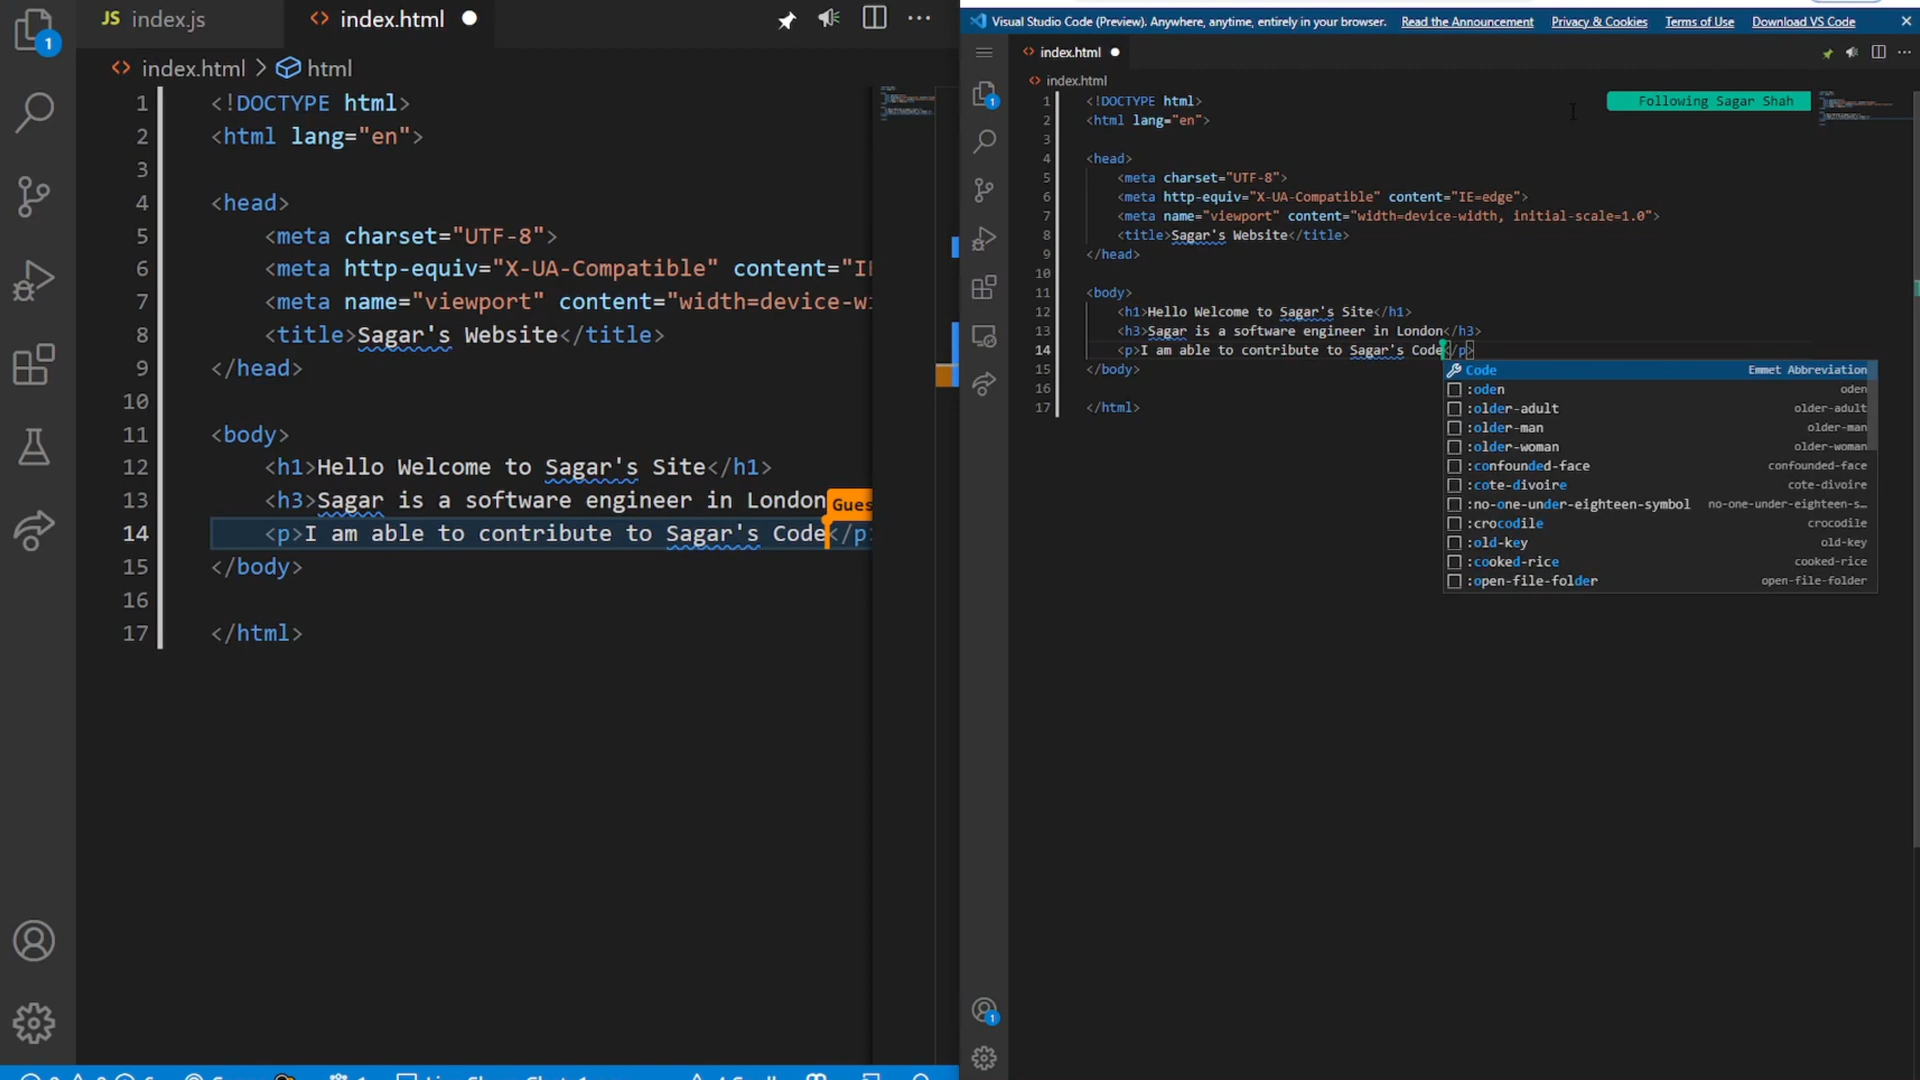 JS index.js
<> index.html
index.html > html
1 <!DOCTYPE html>
2 <html lang="en">
3
4 <head>
5 <meta charset="UTF-8">
6 <meta http-equiv="X-UA-Compatible" content="IE
7 <meta name="viewport" content="width=device-wi
8 <title>Sagar's Website</title>
9 </head>
10
11 <body>
12 <h1>Hello Welcome to Sagar's Site</h1>
13 <h3>Sagar is a software engineer in London
Gues
14 <p>I am able to contribute to Sagar's Code</p>
15 </body>
16
17 </html>
1
Visual Studio Code (Preview). Anywhere, anytime, entirely in your browser. Read the Announcement Privacy & Cookies Terms of Use Download VS Code
<> index.html
<> index.html
Following Sagar Shah
1 <!DOCTYPE html>
2 <html lang="en">
3
4 <head>
5 <meta charset="UTF-8">
6 <meta http-equiv="X-UA-Compatible" content="IE=edge">
7 <meta name="viewport" content="width=device-width, initial-scale=1.0">
8 <title>Sagar's Website</title>
9 </head>
10
11 <body>
12 <h1>Hello Welcome to Sagar's Site</h1>
13 <h3>Sagar is a software engineer in London</h3>
14 <p>I am able to contribute to Sagar's Code</p>
15 </body>
16
17 </html>
Code Emmet Abbreviation
:oden oden
:older-adult older-adult
:older-man older-man
:older-woman older-woman
:confounded-face confounded-face
:cote-divoire cote-divoire
:no-one-under-eighteen-symbol no-one-under-eighteen-s…
:crocodile crocodile
:old-key old-key
:cooked-rice cooked-rice
:open-file-folder open-file-folder
1
1